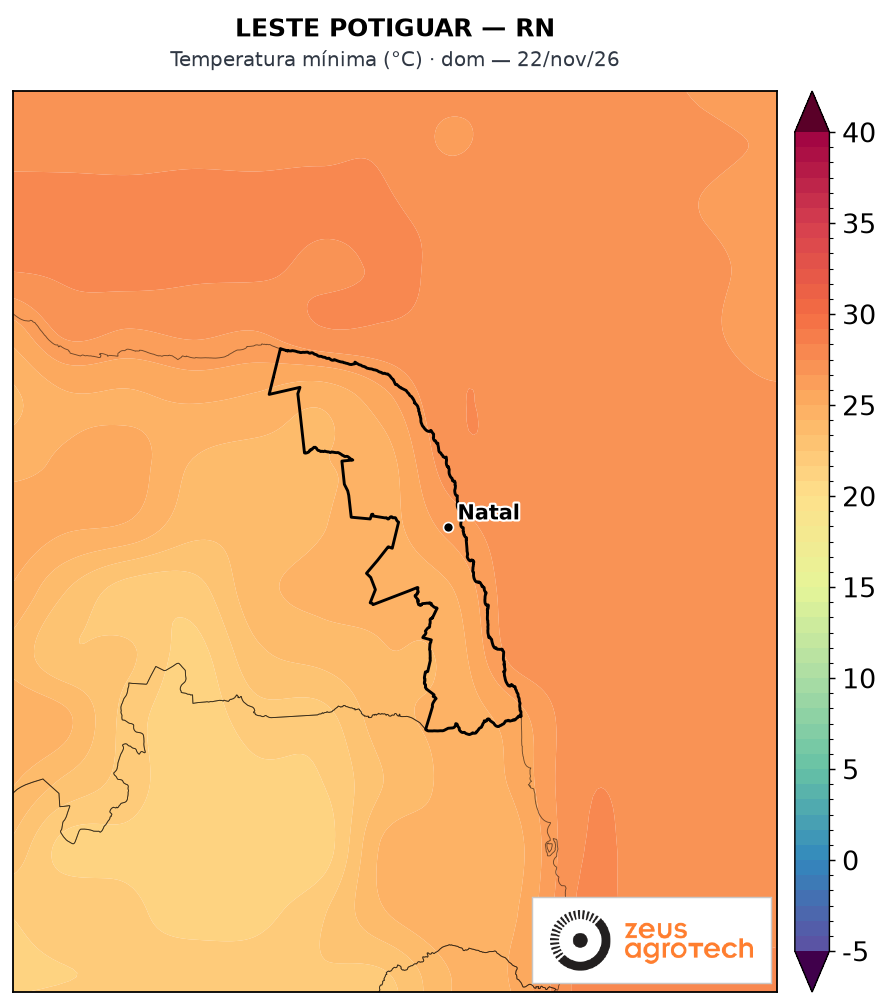 LESTE POTIGUAR — RN
Temperatura mínima (°C) · dom — 22/nov/26
40
35
30
25
20
15
10
5
0
-5
Natal
zeus
agrotech